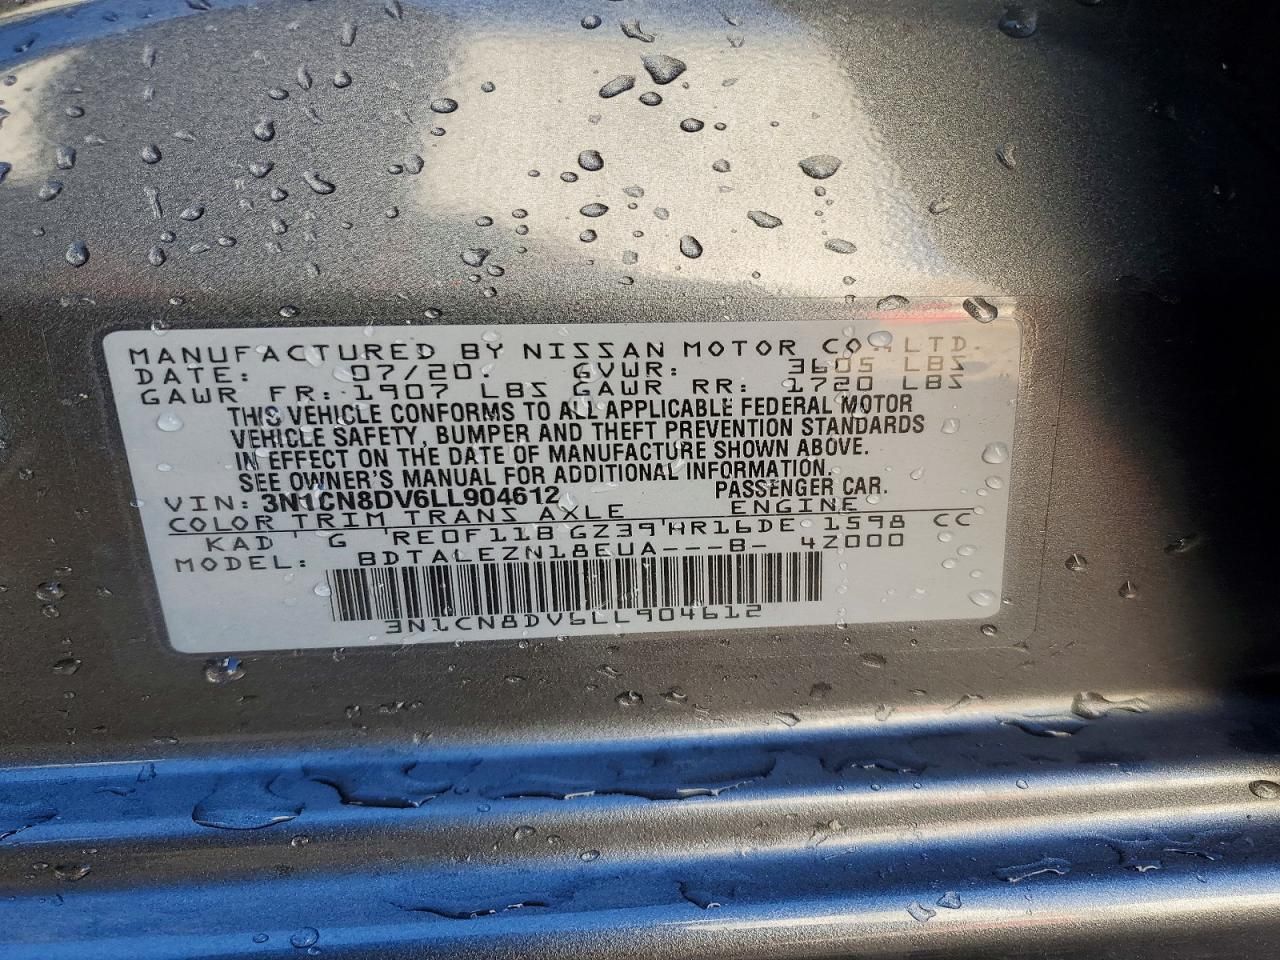 MANUFACTURED BY NISSAN MOTOR CO., LTD.
DATE: 07/20. GVWR: 3605 LBS
GAWR FR: 1907 LBS GAWR RR: 1720 LBS
THIS VEHICLE CONFORMS TO ALL APPLICABLE FEDERAL MOTOR
VEHICLE SAFETY, BUMPER AND THEFT PREVENTION STANDARDS
IN EFFECT ON THE DATE OF MANUFACTURE SHOWN ABOVE.
SEE OWNER'S MANUAL FOR ADDITIONAL INFORMATION.
VIN: 3N1CN8DV6LL904612 PASSENGER CAR.
COLOR TRIM TRANS AXLE ENGINE
KAD G RE0F11B GZ39 HR16DE 1598 CC
MODEL: BDTALEZN18EUA---B- 4Z000
3N1CN8DV6LL904612